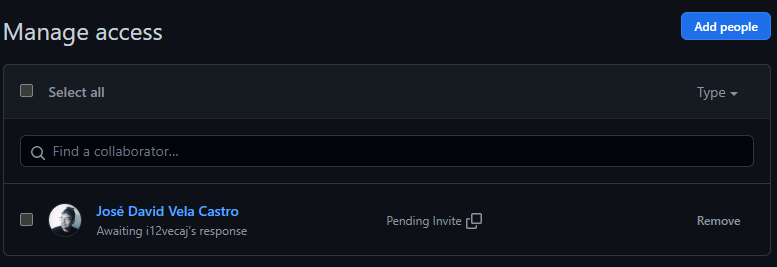 Manage access
Add people
Select all
Type
Find a collaborator...
José David Vela Castro
Awaiting i12vecaj's response
Pending Invite
Remove